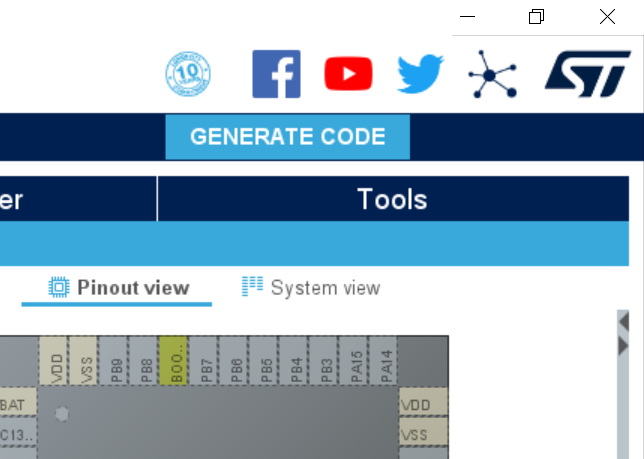 10
GENERATE CODE
er
Tools
Pinout view
System view
VDD
VSS
PB9
PB8
BOO..
PB7
PB6
PB5
PB4
PB3
PA15
PA14
BAT
VDD
C13..
VSS